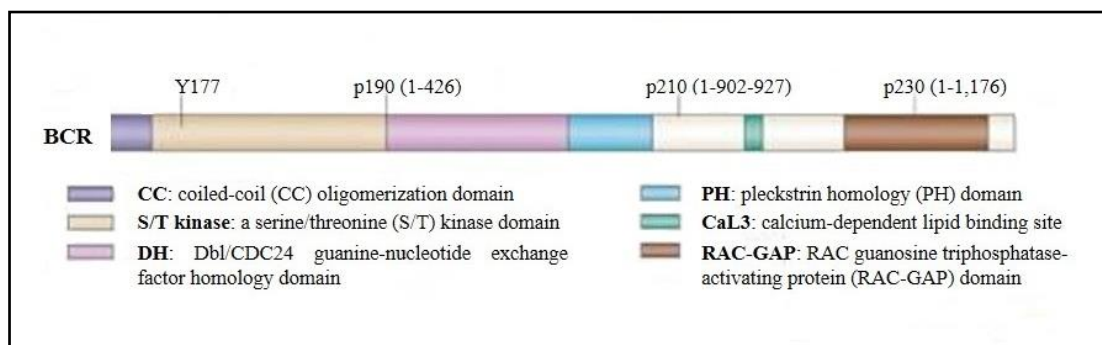 Y177 p190 (1-426) p210 (1-902-927) p230 (1-1,176)
BCR
CC: coiled-coil (CC) oligomerization domain
S/T kinase: a serine/threonine (S/T) kinase domain
DH: Dbl/CDC24 guanine-nucleotide exchange
factor homology domain
PH: pleckstrin homology (PH) domain
CaL3: calcium-dependent lipid binding site
RAC-GAP: RAC guanosine triphosphatase-
activating protein (RAC-GAP) domain